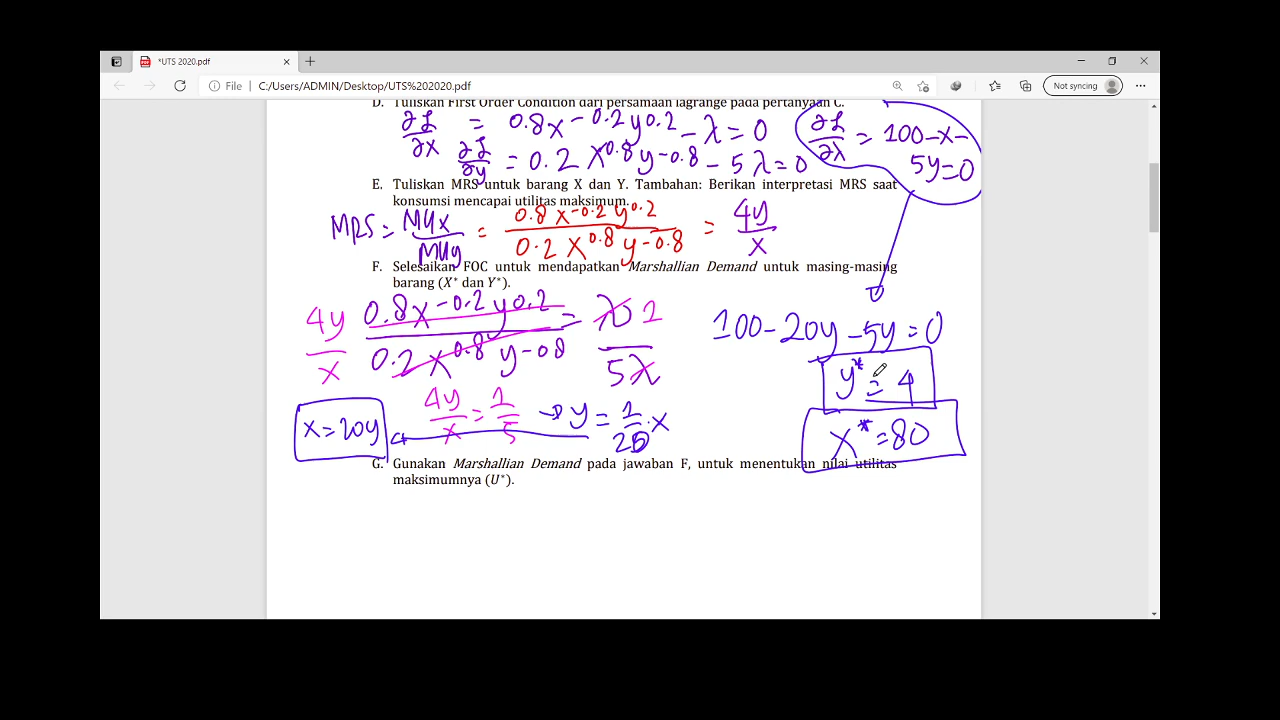 *UTS 2020.pdf
File | C:/Users/ADMIN/Desktop/UTS%202020.pdf
Not syncing
D. Tuliskan First Order Condition dari persamaan lagrange pada pertanyaan C.
∂L/∂x = 0.8x^-0.2 y^0.2 - λ = 0
∂L/∂y = 0.2 x^0.8 y^-0.8 - 5λ = 0
∂L/∂λ = 100-x-5y=0
E. Tuliskan MRS untuk barang X dan Y. Tambahan: Berikan interpretasi MRS saat
konsumsi mencapai utilitas maksimum.
MRS = MUx/MUy = 0.8 x^-0.2 y^0.2 / 0.2 x^0.8 y^-0.8 = 4y/x
F. Selesaikan FOC untuk mendapatkan Marshallian Demand untuk masing-masing
barang (X* dan Y*).
4y/x 0.8x^-0.2 y^0.2 / 0.2 x^0.8 y^-0.8 = λ 1 / 5λ
4y/x = 1/5 → y = 1/20 · x
x=20y
100-20y-5y=0
y* = 4
x* = 80
G. Gunakan Marshallian Demand pada jawaban F, untuk menentukan nilai utilitas
maksimumnya (U*).